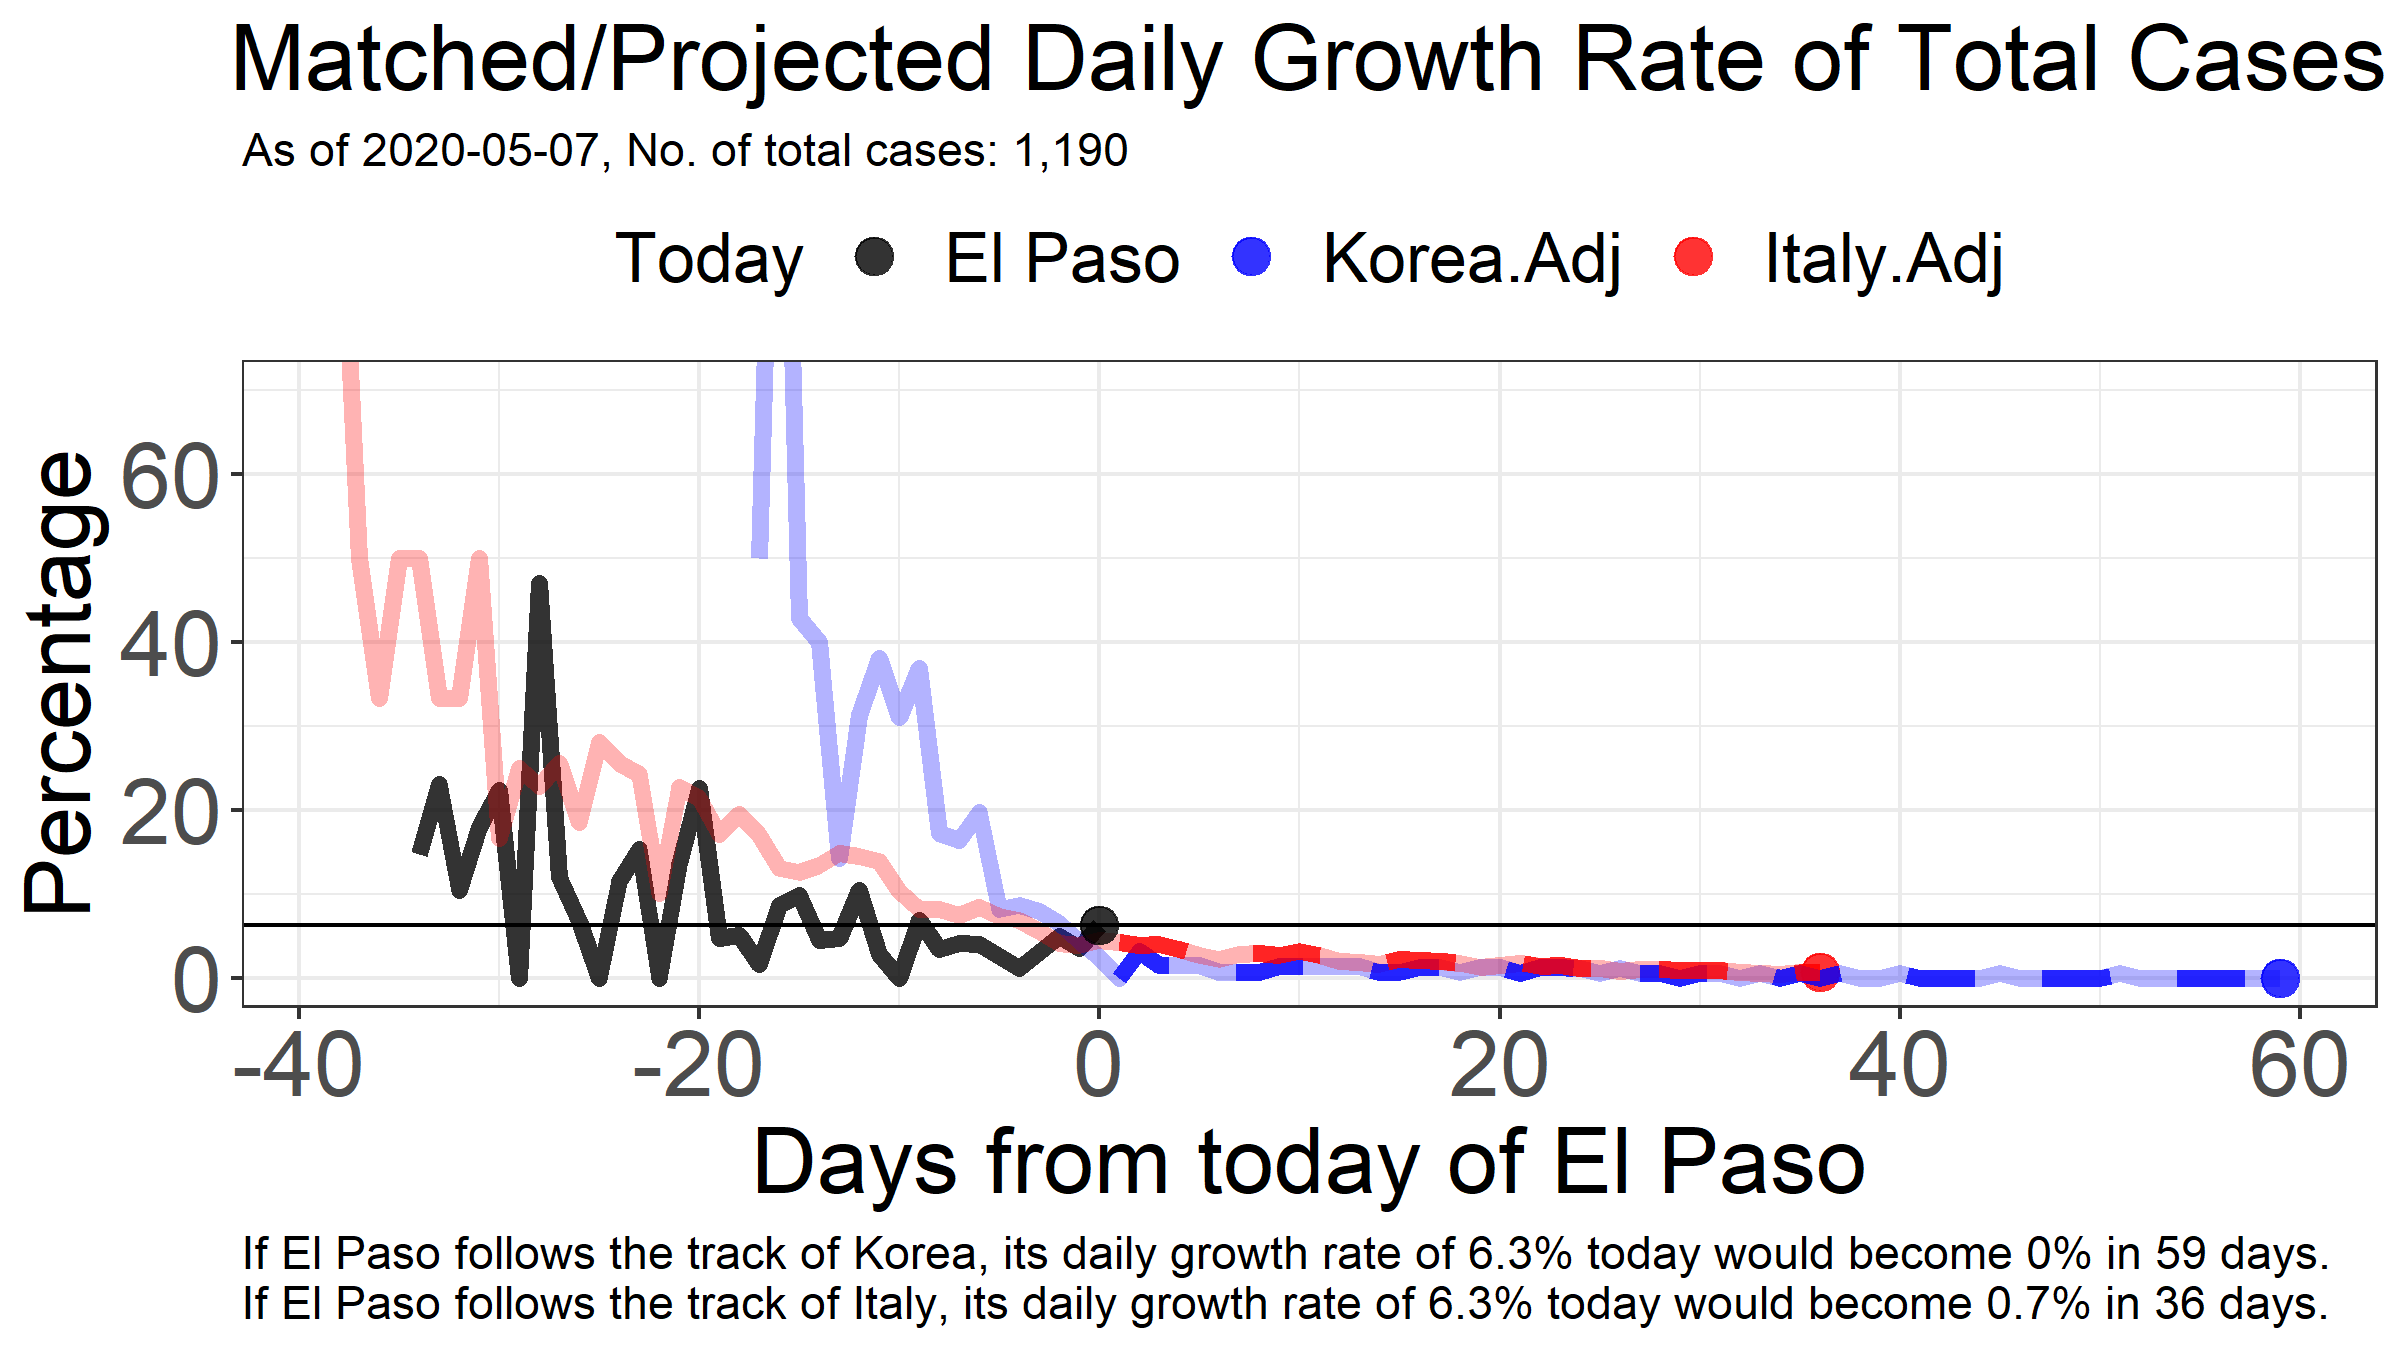 Matched/Projected Daily Growth Rate of Total Cases
As of 2020-05-07, No. of total cases: 1,190
Today El Paso Korea.Adj Italy.Adj
Percentage
60
40
20
0
-40 -20 0 20 40 60
Days from today of El Paso
If El Paso follows the track of Korea, its daily growth rate of 6.3% today would become 0% in 59 days.
If El Paso follows the track of Italy, its daily growth rate of 6.3% today would become 0.7% in 36 days.